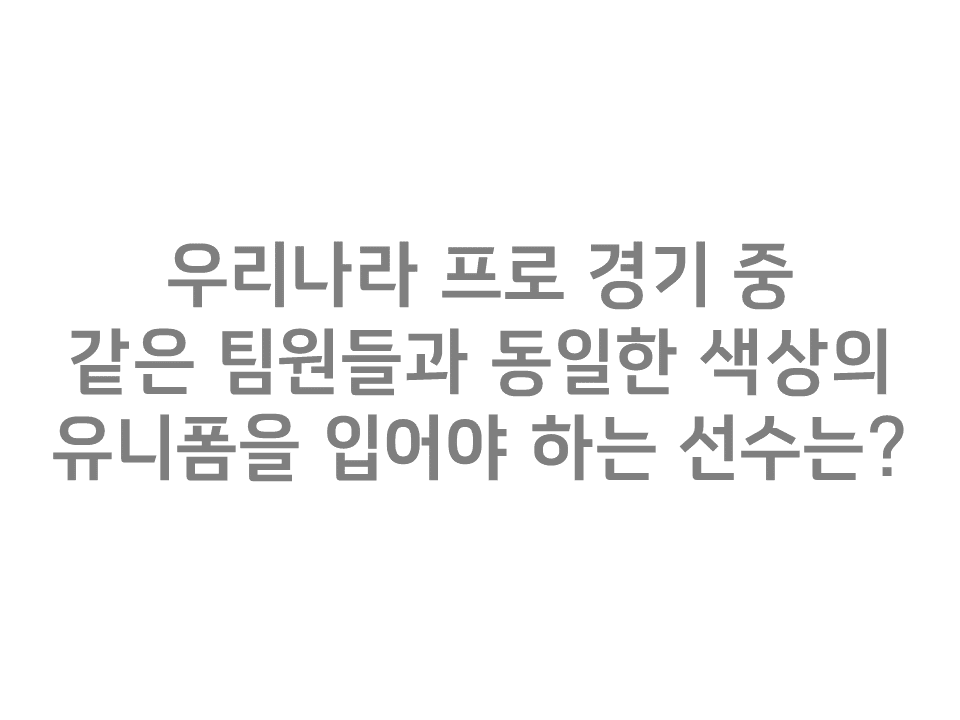 우리나라 프로 경기 중
같은 팀원들과 동일한 색상의
유니폼을 입어야 하는 선수는?